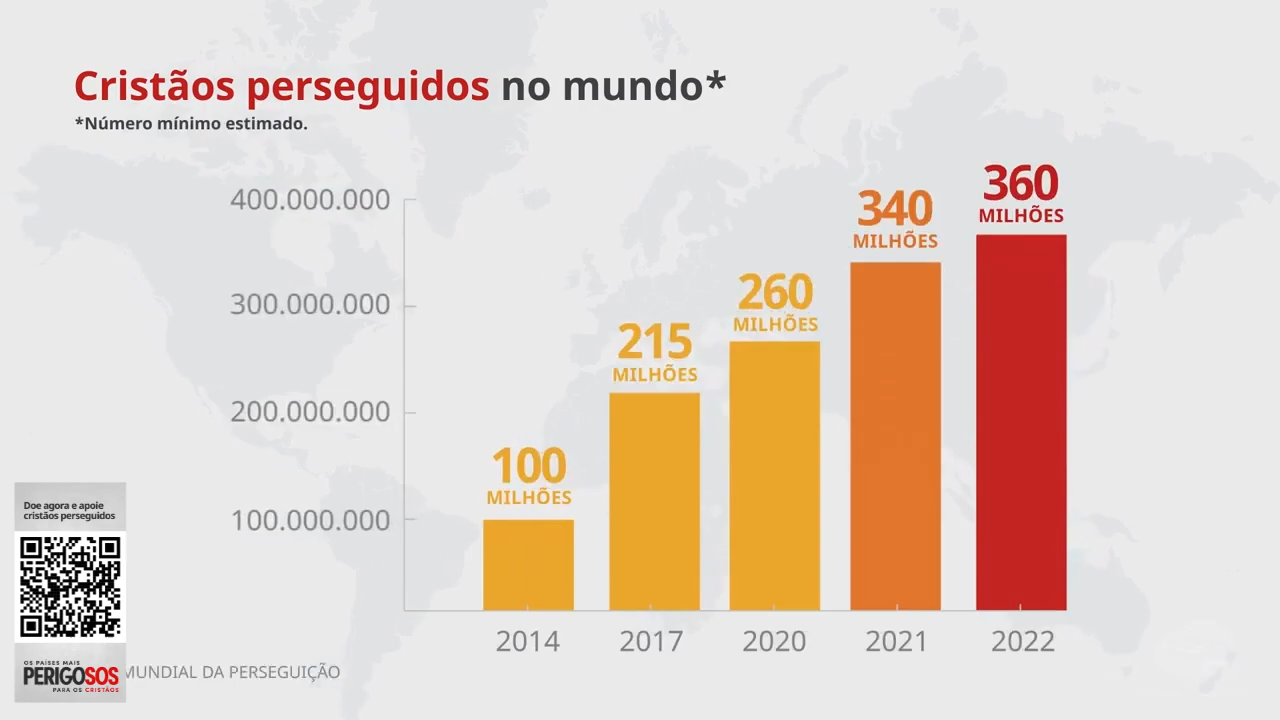 Cristãos perseguidos no mundo*
*Número mínimo estimado.
400.000.000
300.000.000
200.000.000
100.000.000
100
MILHÕES
215
MILHÕES
260
MILHÕES
340
MILHÕES
360
MILHÕES
2014
2017
2020
2021
2022
Doe agora e apoie
cristãos perseguidos
OS PAÍSES MAIS
PERIGOSOS
PARA OS CRISTÃOS
MUNDIAL DA PERSEGUIÇÃO